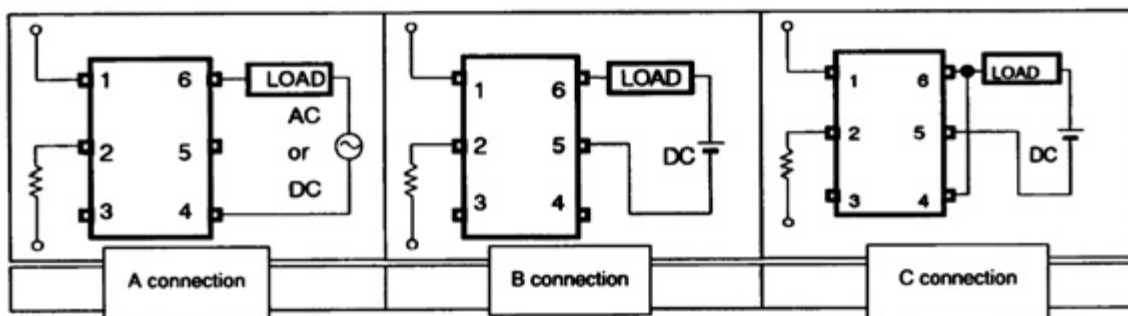 1 6 LOAD
AC
2 5 or
DC
3 4
A connection
1 6 LOAD
2 5 DC
3 4
B connection
1 6 LOAD
2 5 DC
3 4
C connection